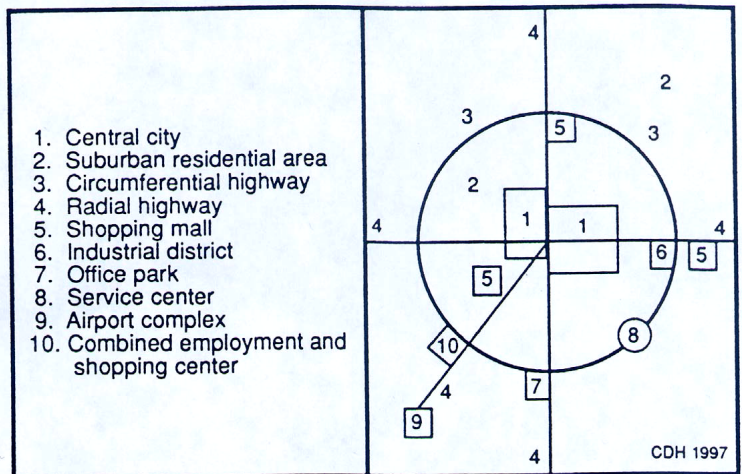 1. Central city
2. Suburban residential area
3. Circumferential highway
4. Radial highway
5. Shopping mall
6. Industrial district
7. Office park
8. Service center
9. Airport complex
10. Combined employment and
shopping center
4
2
3
5
3
2
1
1
4
4
5
6
5
10
8
7
4
9
4
CDH 1997